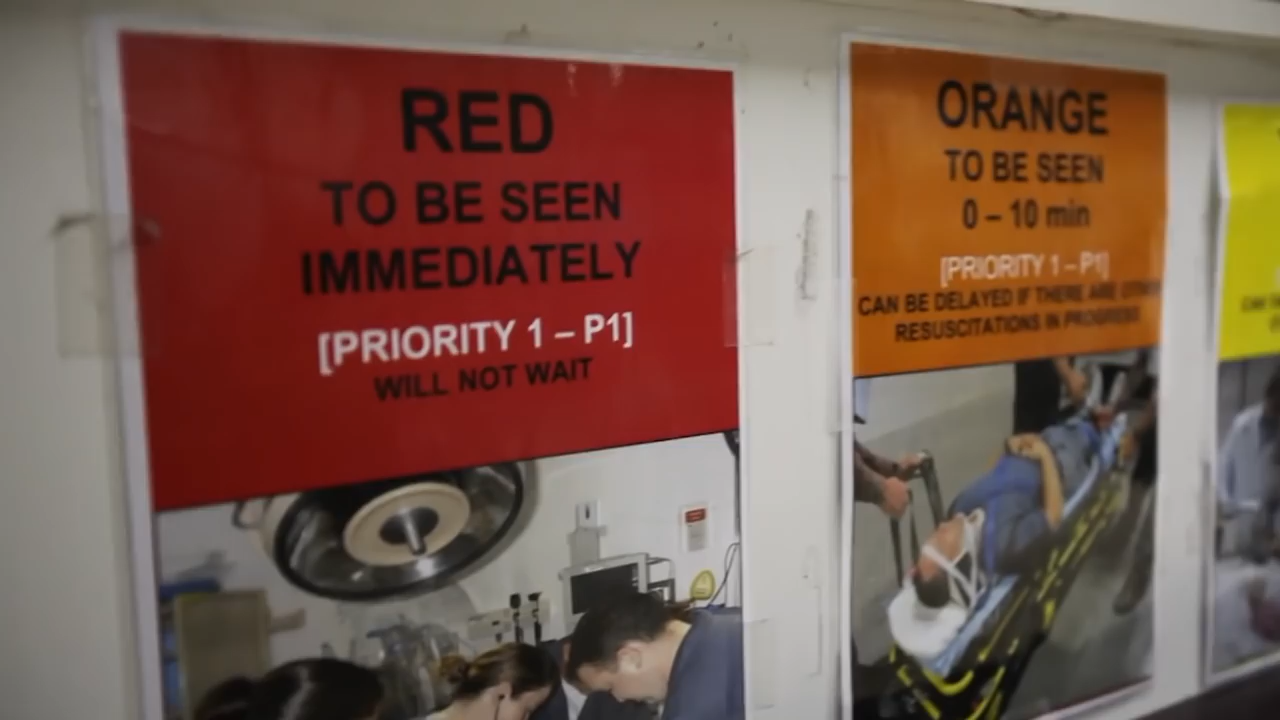 RED
TO BE SEEN
IMMEDIATELY
[PRIORITY 1 – P1]
WILL NOT WAIT
ORANGE
TO BE SEEN
0 – 10 min
[PRIORITY 1 – P1]
CAN BE DELAYED IF THERE ARE
RESUSCITATIONS IN PROGRESS